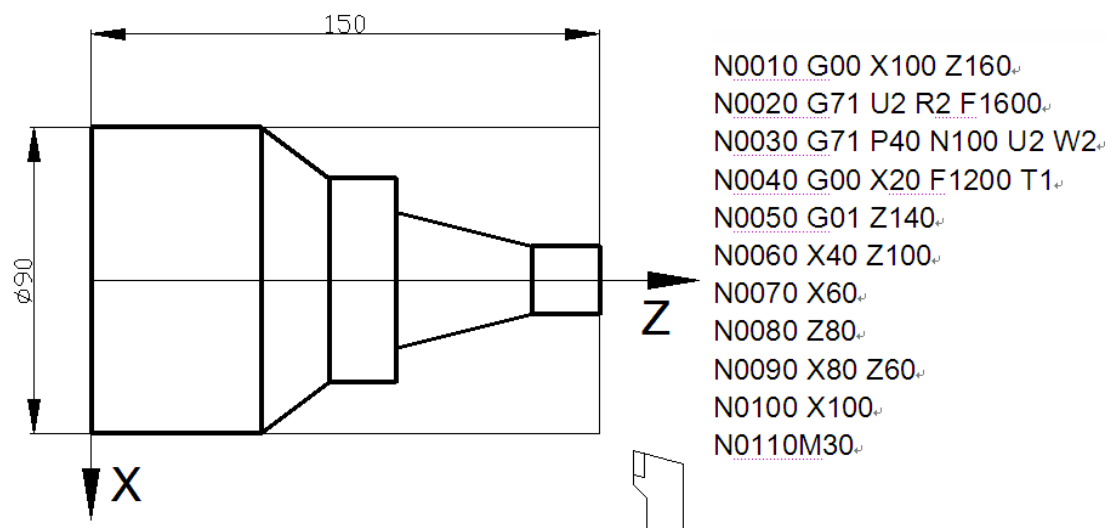 150
N0010 G00 X100 Z160
N0020 G71 U2 R2 F1600
N0030 G71 P40 N100 U2 W2
N0040 G00 X20 F1200 T1
N0050 G01 Z140
N0060 X40 Z100
N0070 X60
N0080 Z80
N0090 X80 Z60
N0100 X100
N0110M30
ø90
Z
X